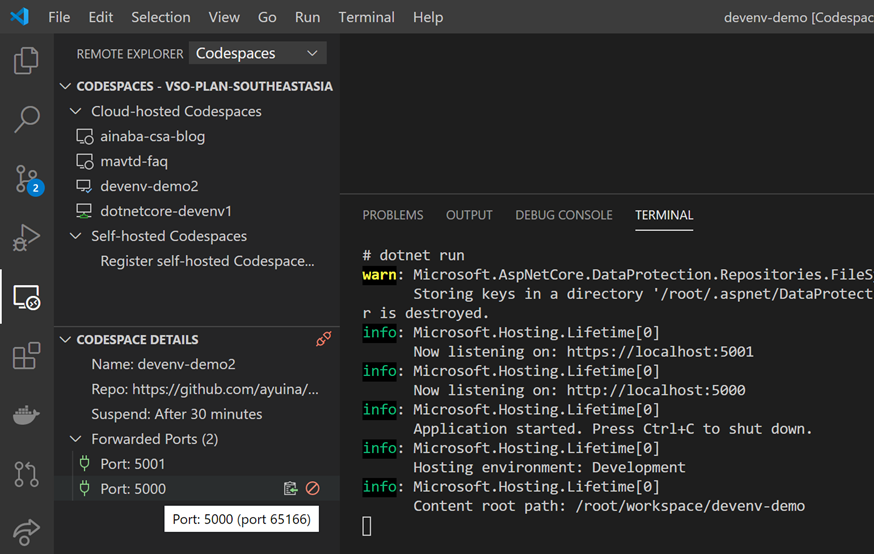 File Edit Selection View Go Run Terminal Help devenv-demo [Codespac
REMOTE EXPLORER Codespaces
CODESPACES - VSO-PLAN-SOUTHEASTASIA
Cloud-hosted Codespaces
ainaba-csa-blog
mavtd-faq
devenv-demo2
dotnetcore-devenv1
Self-hosted Codespaces
Register self-hosted Codespace...
2
CODESPACE DETAILS
Name: devenv-demo2
Repo: https://github.com/ayuina/...
Suspend: After 30 minutes
Forwarded Ports (2)
Port: 5001
Port: 5000
Port: 5000 (port 65166)
PROBLEMS OUTPUT DEBUG CONSOLE TERMINAL
# dotnet run
warn: Microsoft.AspNetCore.DataProtection.Repositories.FileS
Storing keys in a directory '/root/.aspnet/DataProtect
r is destroyed.
info: Microsoft.Hosting.Lifetime[0]
Now listening on: https://localhost:5001
info: Microsoft.Hosting.Lifetime[0]
Now listening on: http://localhost:5000
info: Microsoft.Hosting.Lifetime[0]
Application started. Press Ctrl+C to shut down.
info: Microsoft.Hosting.Lifetime[0]
Hosting environment: Development
info: Microsoft.Hosting.Lifetime[0]
Content root path: /root/workspace/devenv-demo